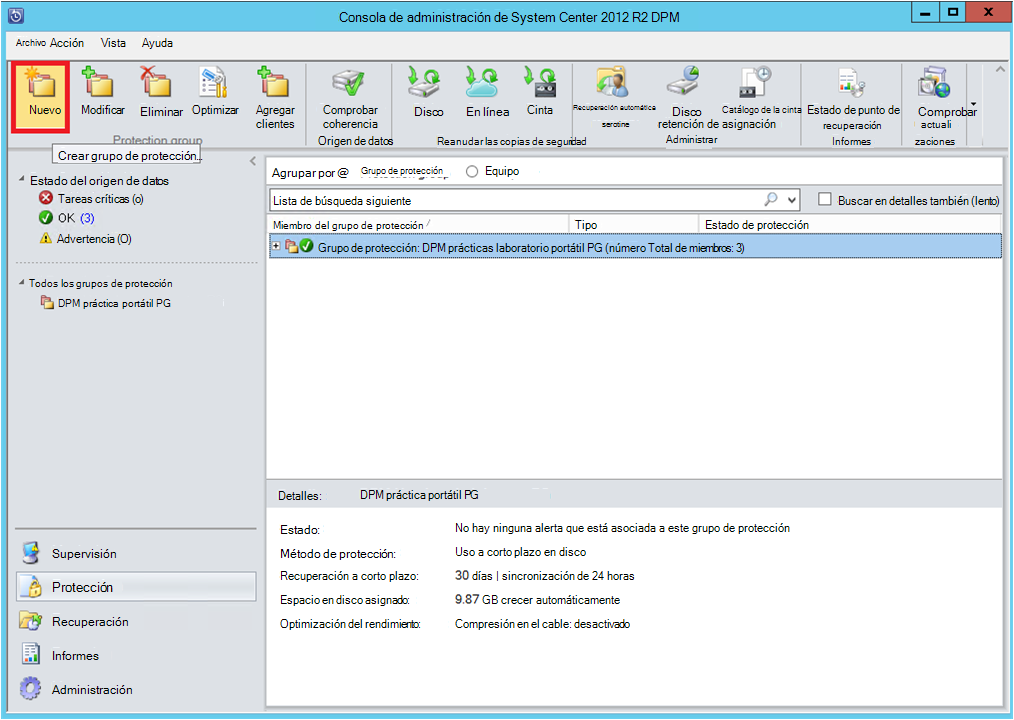 Consola de administración de System Center 2012 R2 DPM
Archivo Acción Vista Ayuda
Nuevo
Modificar
Eliminar
Optimizar
Agregar
clientes
Protection group
Comprobar
coherencia
Origen de datos
Disco
En línea
Cinta
Reanudar las copias de seguridad
Recuperación automática
serotine
Disco
retención de asignación
Catálogo de la cinta
Administrar
Estado de punto de
recuperación
Informes
Comprobar
actuali
zaciones
Crear grupo de protección...
Estado del origen de datos
Tareas críticas (o)
OK (3)
Advertencia (O)
Todos los grupos de protección
DPM práctica portátil PG
Supervisión
Protección
Recuperación
Informes
Administración
Agrupar por @ Grupo de protección Equipo
Lista de búsqueda siguiente
Buscar en detalles también (lento)
Miembro del grupo de protección / Tipo Estado de protección
Grupo de protección: DPM prácticas laboratorio portátil PG (número Total de miembros: 3)
Detalles: DPM práctica portátil PG
Estado: No hay ninguna alerta que está asociada a este grupo de protección
Método de protección: Uso a corto plazo en disco
Recuperación a corto plazo: 30 días | sincronización de 24 horas
Espacio en disco asignado: 9.87 GB crecer automáticamente
Optimización del rendimiento: Compresión en el cable: desactivado